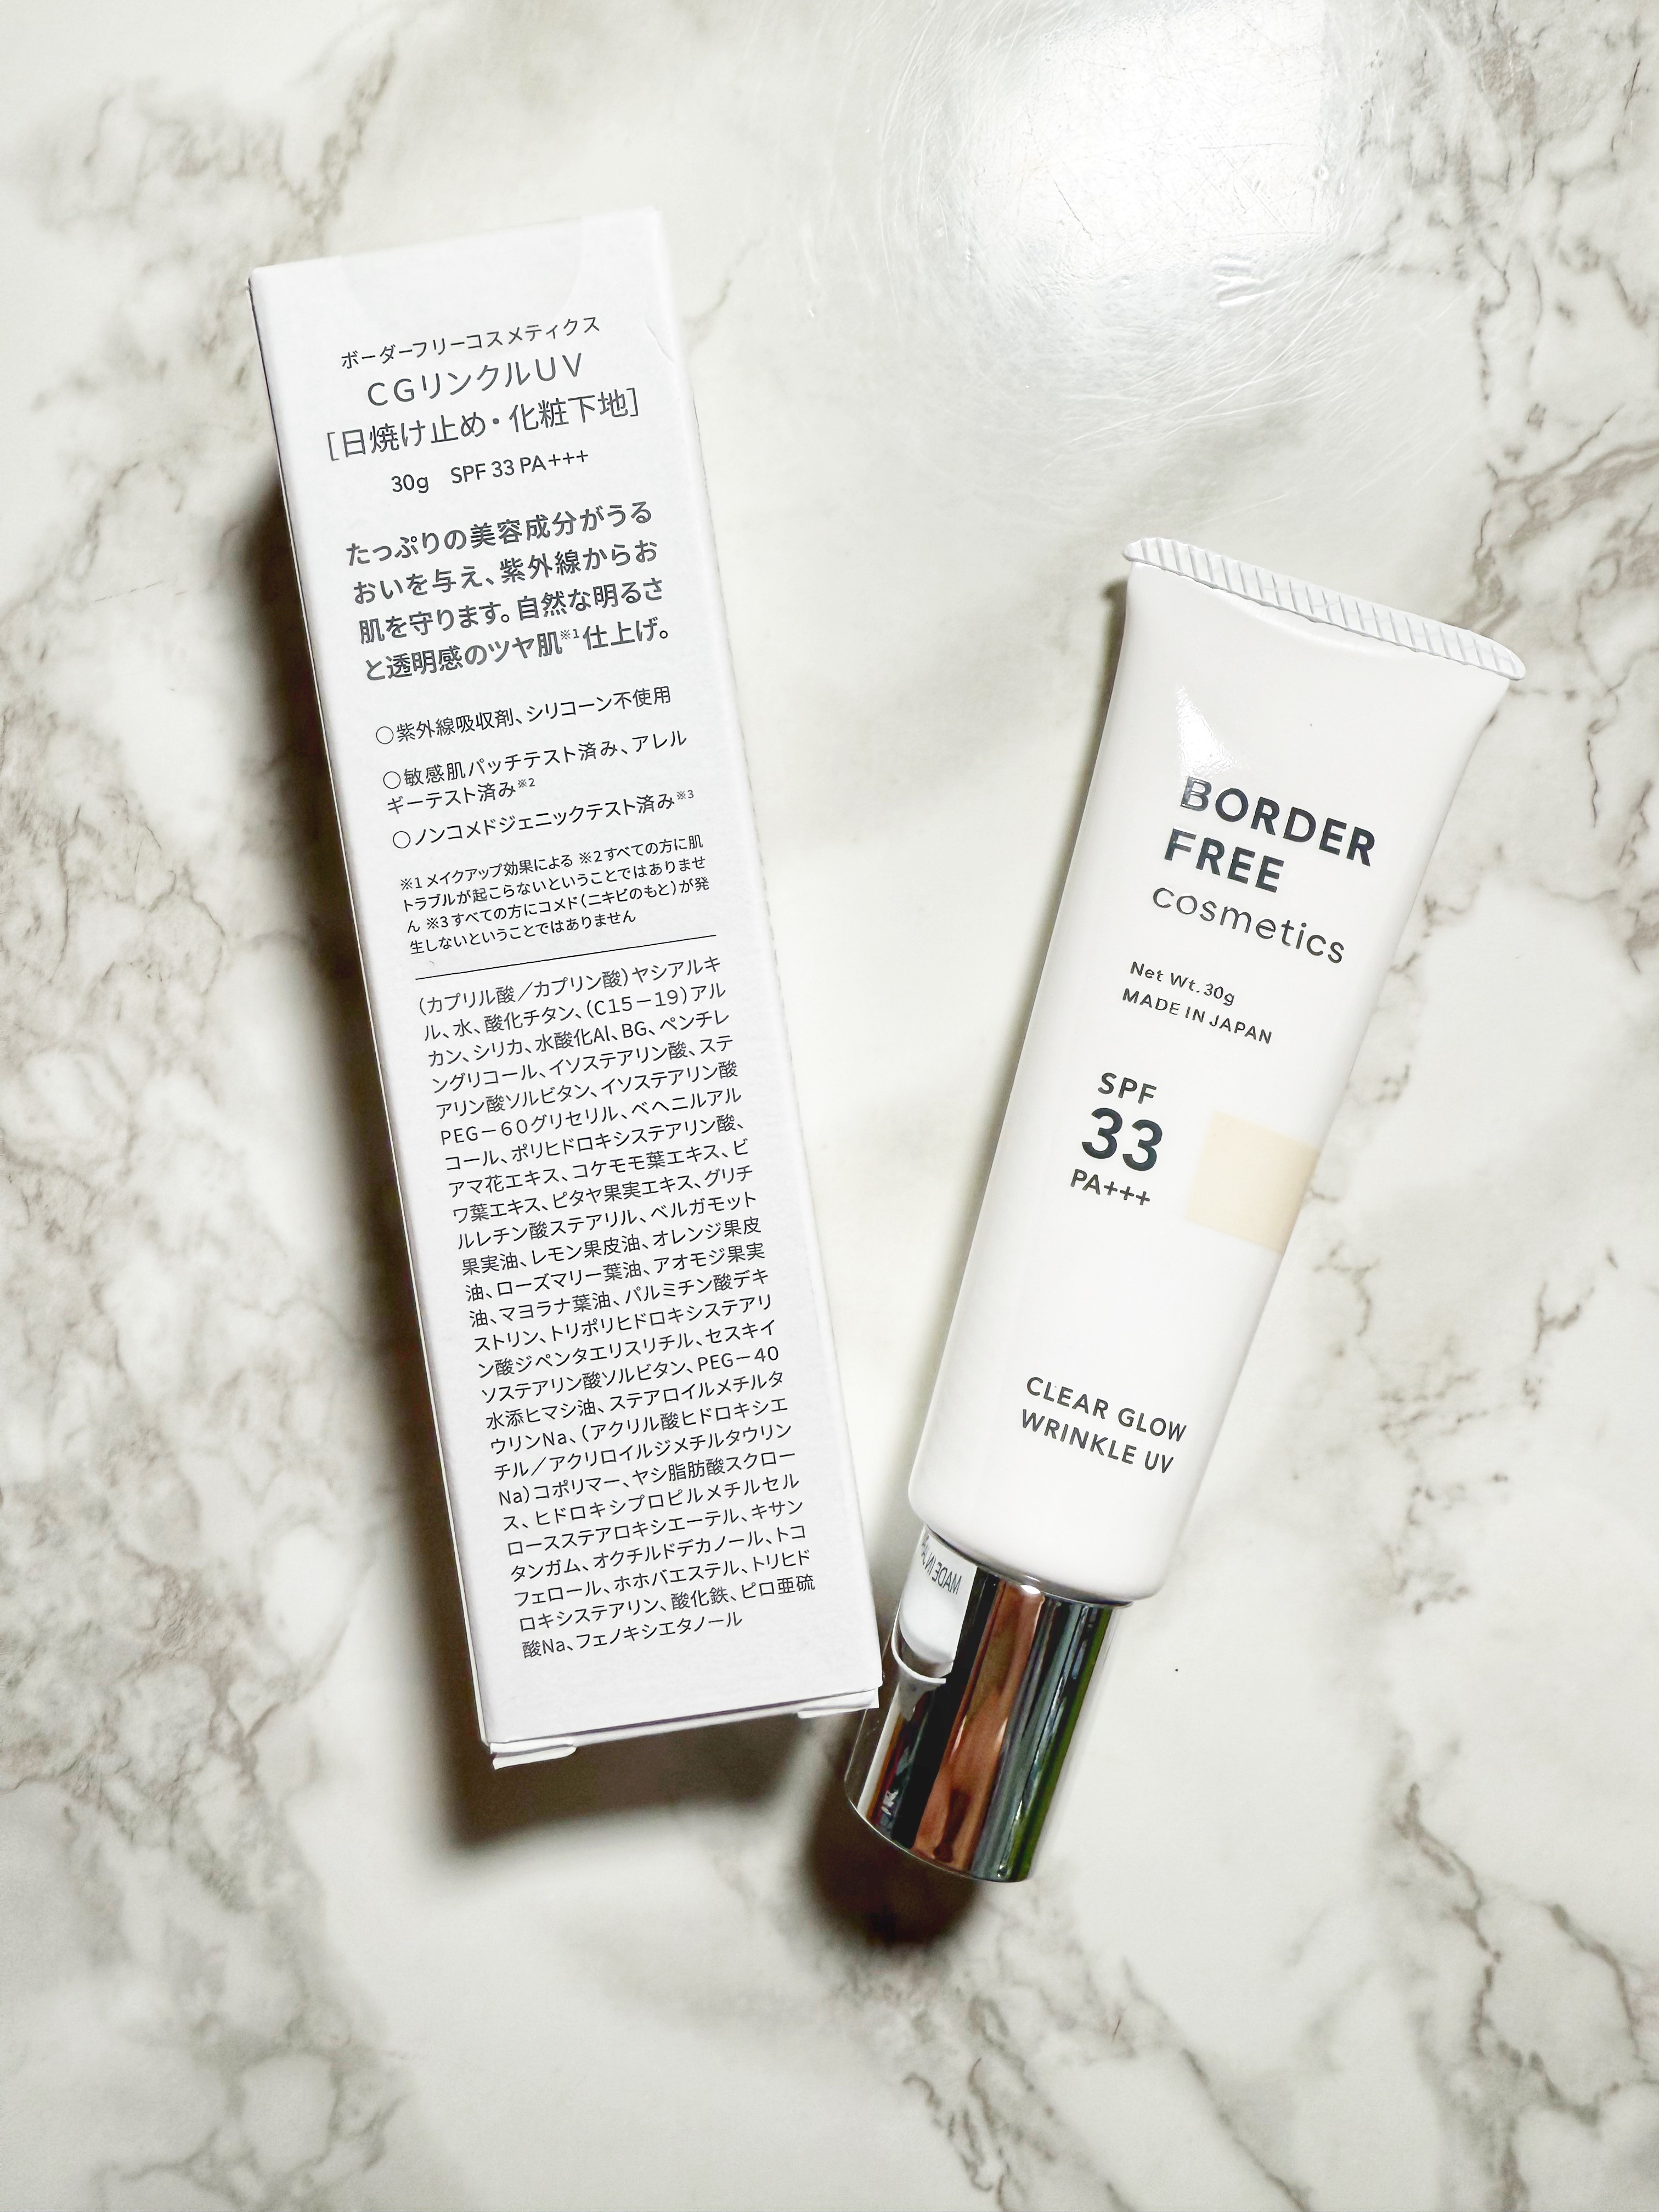 ボーダーフリーコスメティクス
CGリンクルUV
[日焼け止め・化粧下地]
30g SPF 33 PA+++
たっぷりの美容成分がうる
おいを与え、紫外線からお
肌を守ります。自然な明るさ
と透明感のツヤ肌※1仕上げ。
○紫外線吸収剤、シリコーン不使用
○敏感肌パッチテスト済み、アレル
ギーテスト済み※2
○ノンコメドジェニックテスト済み※3
※1メイクアップ効果による ※2すべての方に肌
トラブルが起こらないということではありませ
ん ※3すべての方にコメド(ニキビのもと)が発
生しないということではありません
(カプリル酸/カプリン酸)ヤシアルキ
ル、水、酸化チタン、(C15-19)アル
カン、シリカ、水酸化Al、BG、ペンチレ
ングリコール、イソステアリン酸、ステ
アリン酸ソルビタン、イソステアリン酸
PEG-60グリセリル、ベヘニルアル
コール、ポリヒドロキシステアリン酸、
アマ花エキス、コケモモ葉エキス、ビ
ワ葉エキス、ピタヤ果実エキス、グリチ
ルレチン酸ステアリル、ベルガモット
果実油、レモン果皮油、オレンジ果皮
油、ローズマリー葉油、アオモジ果実
油、マヨラナ葉油、パルミチン酸デキ
ストリン、トリポリヒドロキシステアリ
ン酸ジペンタエリスリチル、セスキイ
ソステアリン酸ソルビタン、PEG-40
水添ヒマシ油、ステアロイルメチルタ
ウリンNa、(アクリル酸ヒドロキシエ
チル/アクリロイルジメチルタウリン
Na)コポリマー、ヤシ脂肪酸スクロー
ス、ヒドロキシプロピルメチルセル
ロースステアロキシエーテル、キサン
タンガム、オクチルドデカノール、トコ
フェロール、ホホバエステル、トリヒド
ロキシステアリン、酸化鉄、ピロ亜硫
酸Na、フェノキシエタノール
BORDER
FREE
cosmetics
Net Wt.30g
MADE IN JAPAN
SPF
33
PA+++
CLEAR GLOW
WRINKLE UV